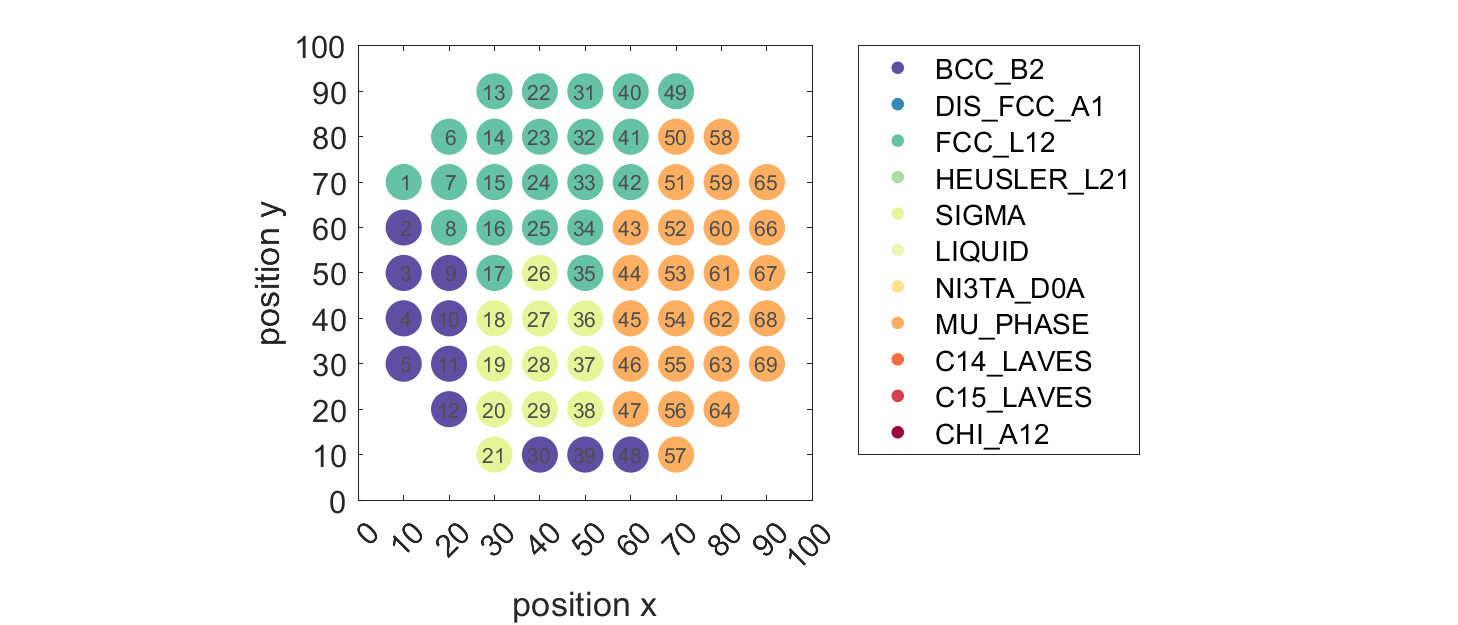 100
90
80
70
60
50
40
30
20
10
0
position y
13 22 31 40 49
6 14 23 32 41 50 58
1 7 15 24 33 42 51 59 65
2 8 16 25 34 43 52 60 66
3 9 17 26 35 44 53 61 67
4 10 18 27 36 45 54 62 68
5 11 19 28 37 46 55 63 69
12 20 29 38 47 56 64
21 30 39 48 57
0 10 20 30 40 50 60 70 80 90 100
position x
BCC_B2
DIS_FCC_A1
FCC_L12
HEUSLER_L21
SIGMA
LIQUID
NI3TA_D0A
MU_PHASE
C14_LAVES
C15_LAVES
CHI_A12